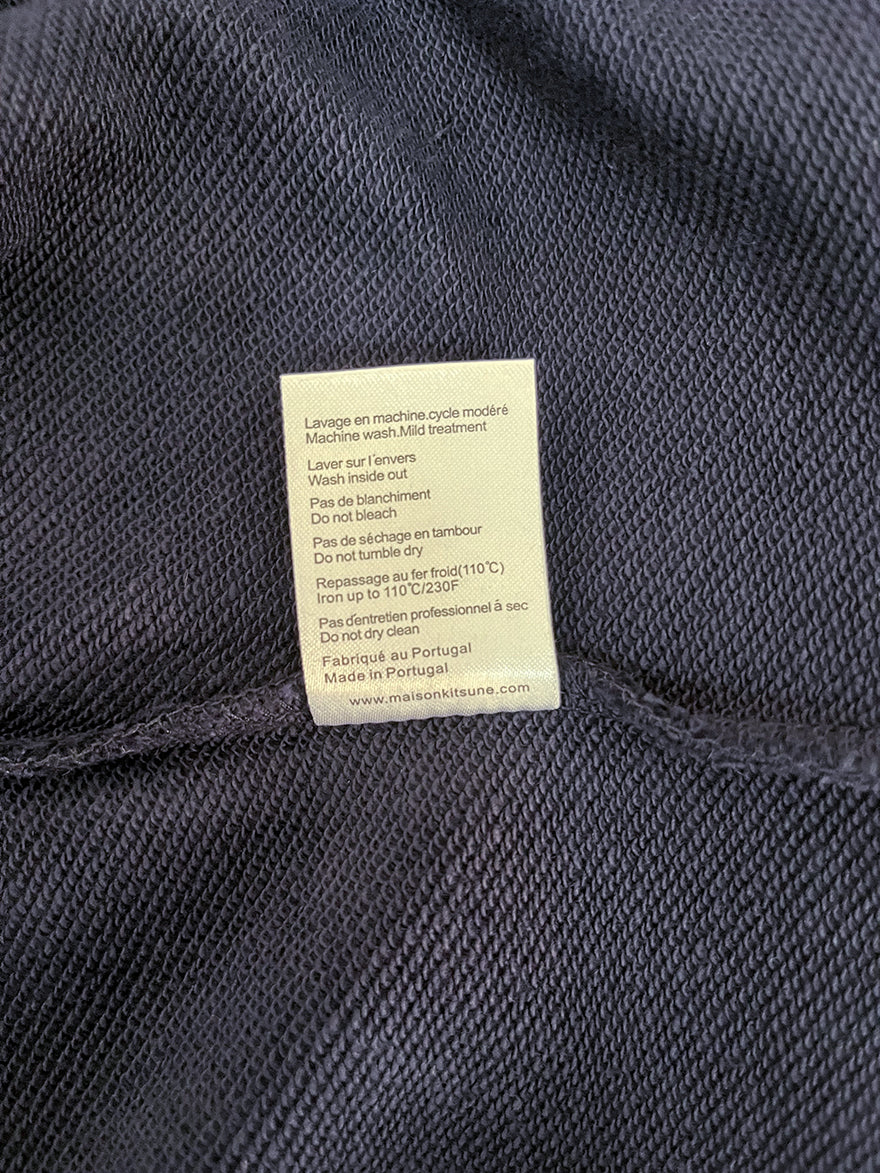 Lavage en machine.cycle modéré
Machine wash.Mild treatment
Laver sur l'envers
Wash inside out
Pas de blanchiment
Do not bleach
Pas de séchage en tambour
Do not tumble dry
Repassage au fer froid(110℃)
Iron up to 110℃/230F
Pas d'entretien professionnel á sec
Do not dry clean
Fabriqué au Portugal
Made in Portugal
www.maisonkitsune.com